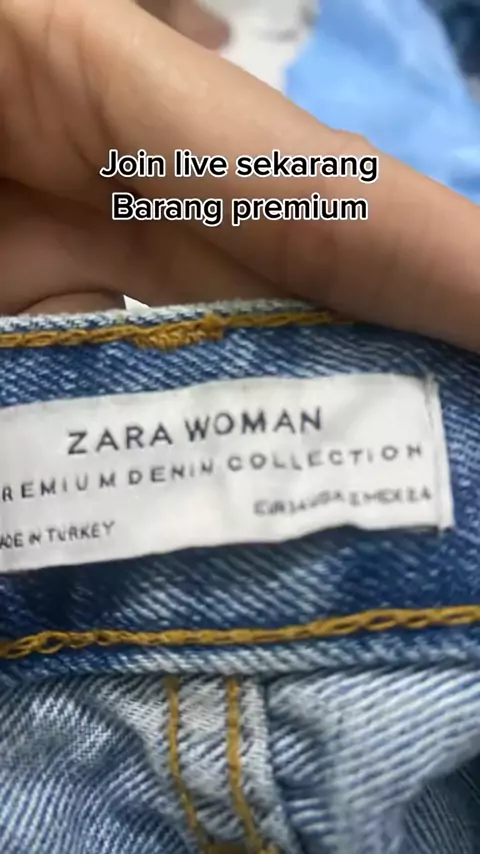 Join live sekarang
Barang premium
ZARA WOMAN
REMIUM DENIM COLLECTION
ADE IN TURKEY